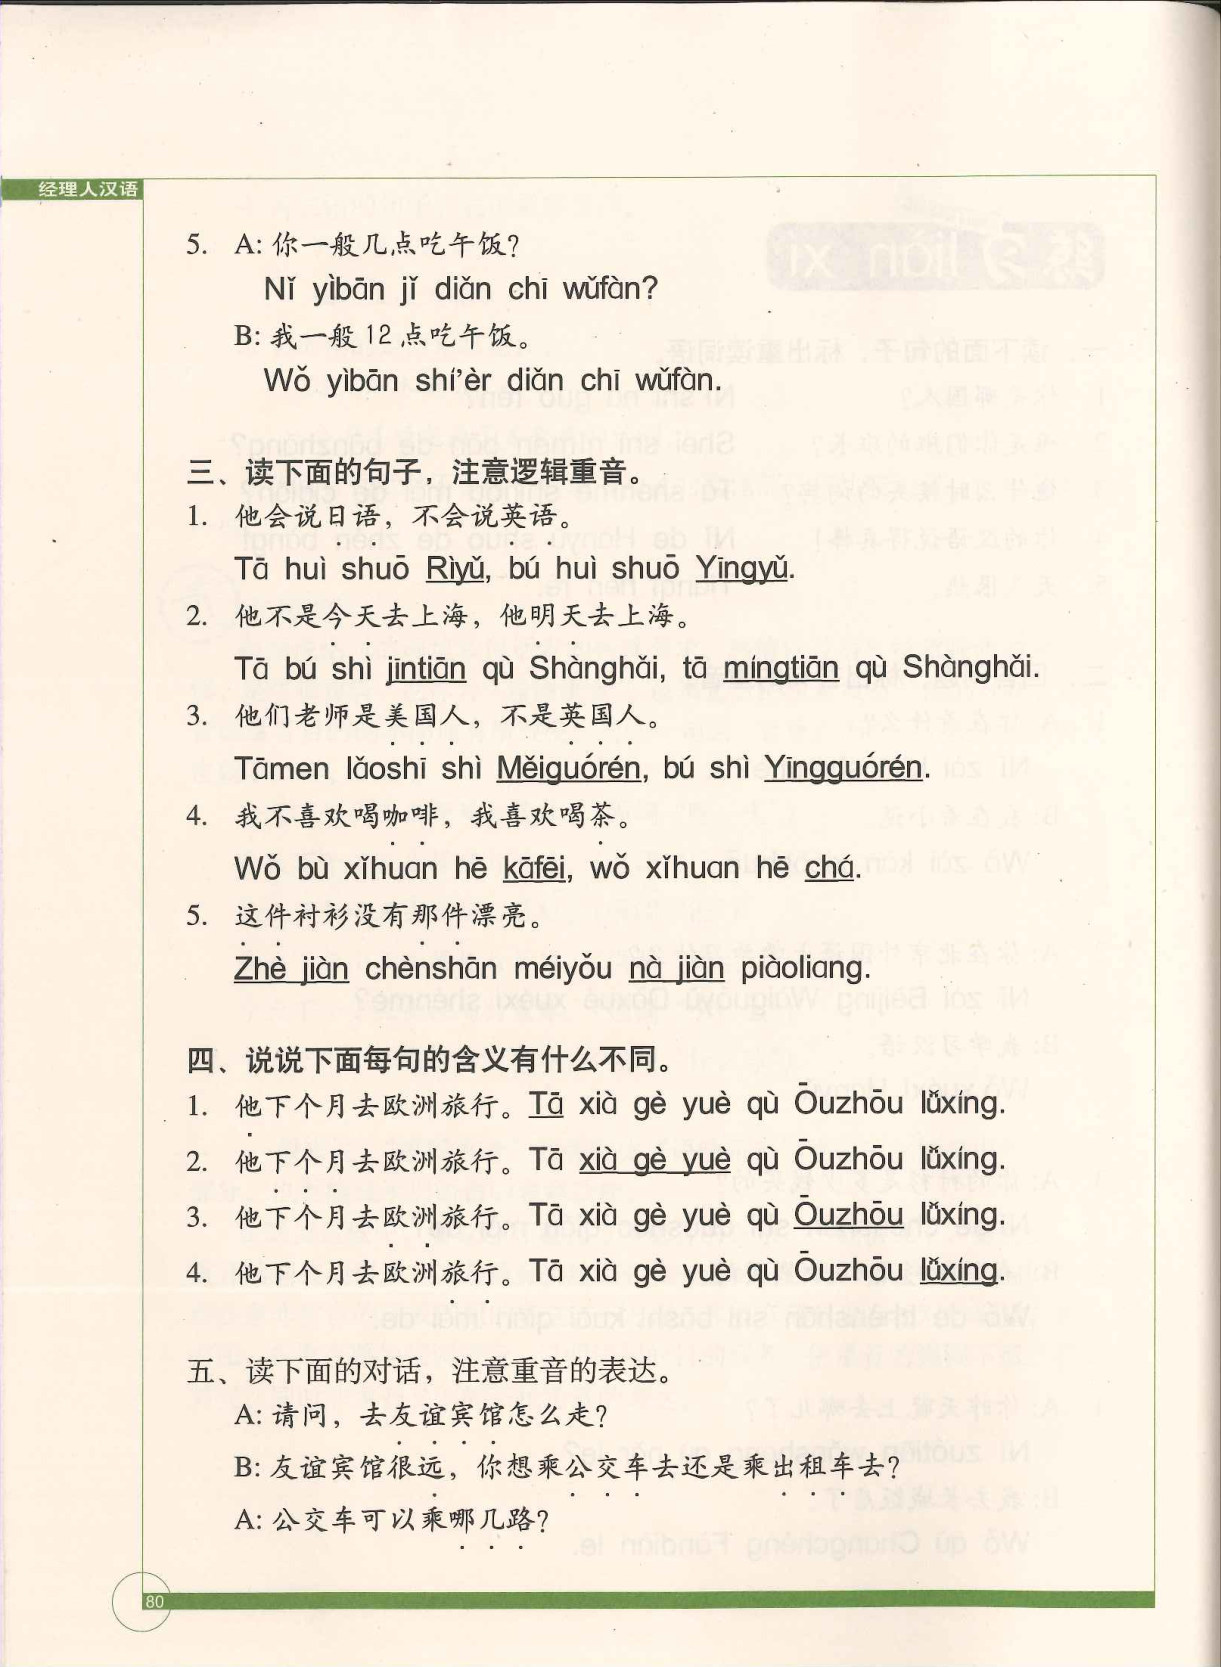 经理人汉语
5. A: 你一般几点吃午饭?
Nǐ yìbān jǐ diǎn chī wǔfàn?
B: 我一般 12 点吃午饭。
Wǒ yìbān shí'èr diǎn chī wǔfàn.
三、读下面的句子，注意逻辑重音。
1. 他会说日语，不会说英语。
Tā huì shuō Rìyǔ, bú huì shuō Yīngyǔ.
2. 他不是今天去上海，他明天去上海。
Tā bú shì jīntiān qù Shànghǎi, tā míngtiān qù Shànghǎi.
3. 他们老师是美国人，不是英国人。
Tāmen lǎoshī shì Měiguórén, bú shì Yīngguórén.
4. 我不喜欢喝咖啡，我喜欢喝茶。
Wǒ bù xǐhuan hē kāfēi, wǒ xǐhuan hē chá.
5. 这件衬衫没有那件漂亮。
Zhè jiàn chènshān méiyǒu nà jiàn piàoliang.
四、说说下面每句的含义有什么不同。
1. 他下个月去欧洲旅行。Tā xià gè yuè qù Ōuzhōu lǚxíng.
2. 他下个月去欧洲旅行。Tā xià gè yuè qù Ōuzhōu lǚxíng.
3. 他下个月去欧洲旅行。Tā xià gè yuè qù Ōuzhōu lǚxíng.
4. 他下个月去欧洲旅行。Tā xià gè yuè qù Ōuzhōu lǚxíng.
五、读下面的对话，注意重音的表达。
A: 请问，去友谊宾馆怎么走?
B: 友谊宾馆很远，你想乘公交车去还是乘出租车去?
A: 公交车可以乘哪几路?
80